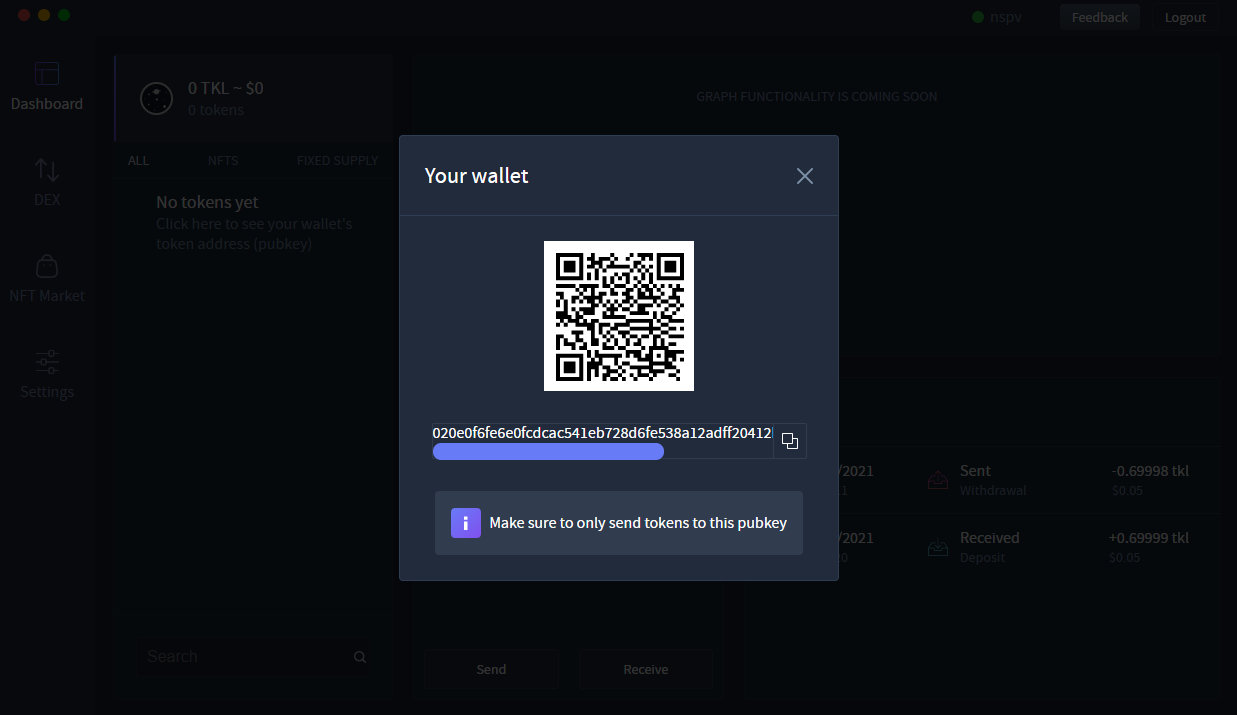 nspv
Feedback
Logout
Dashboard
DEX
NFT Market
Settings
0 TKL ~ $0
0 tokens
ALL
NFTS
FIXED SUPPLY
No tokens yet
Click here to see your wallet's
token address (pubkey)
Search
GRAPH FUNCTIONALITY IS COMING SOON
Your wallet
020e0f6fe6e0fcdcac541eb728d6fe538a12adff20412
Make sure to only send tokens to this pubkey
/2021
Sent
-0.69998 tkl
1
Withdrawal
$0.05
/2021
Received
+0.69999 tkl
0
Deposit
$0.05
Send
Receive